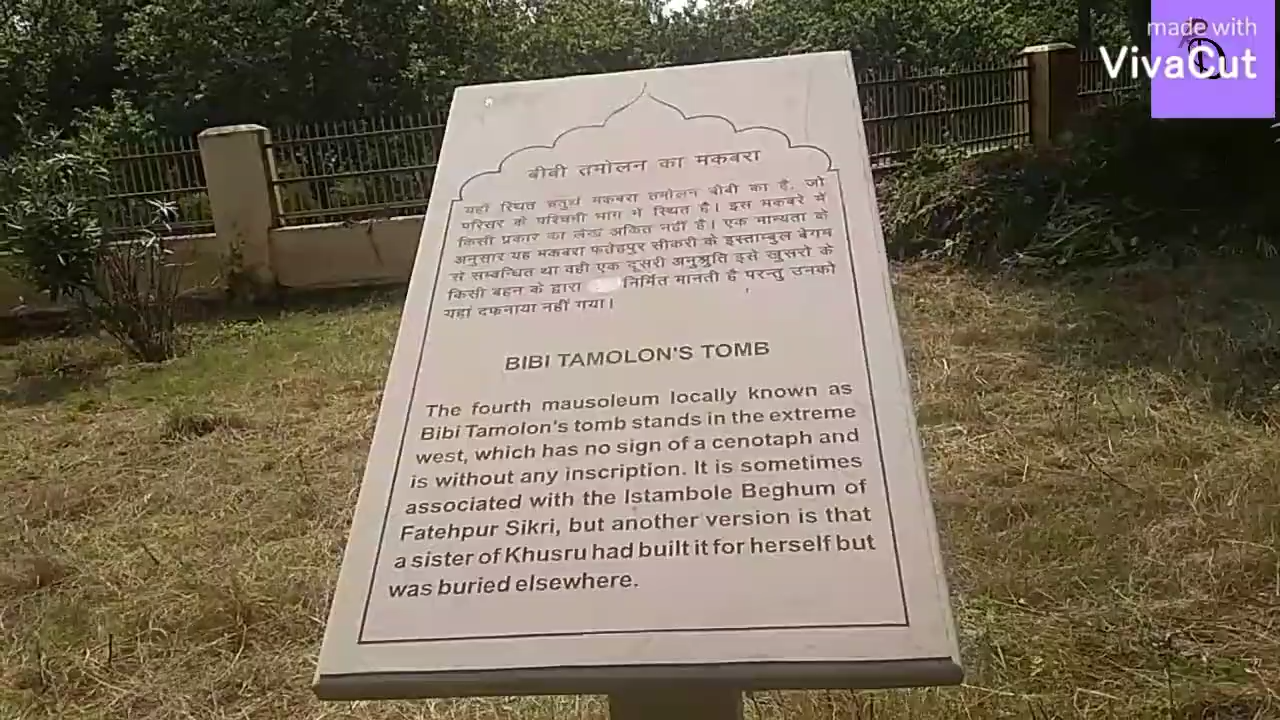 made with
VivaCut
बीबी तमोलन का मकबरा
यहाँ स्थित चतुर्थ मकबरा तमोलन बीबी का है, जो
परिसर के पश्चिमी भाग में स्थित है। इस मकबरे में
किसी प्रकार का लेख अंकित नहीं है। एक मान्यता के
अनुसार यह मकबरा फतेहपुर सीकरी के इस्ताम्बुल बेगम
से सम्बन्धित था वही एक दूसरी अनुश्रुति इसे खुसरो के
किसी बहन के द्वारा निर्मित मानती है परन्तु उनको
यहां दफनाया नहीं गया।
BIBI TAMOLON'S TOMB
The fourth mausoleum locally known as
Bibi Tamolon's tomb stands in the extreme
west, which has no sign of a cenotaph and
is without any inscription. It is sometimes
associated with the Istambole Beghum of
Fatehpur Sikri, but another version is that
a sister of Khusru had built it for herself but
was buried elsewhere.